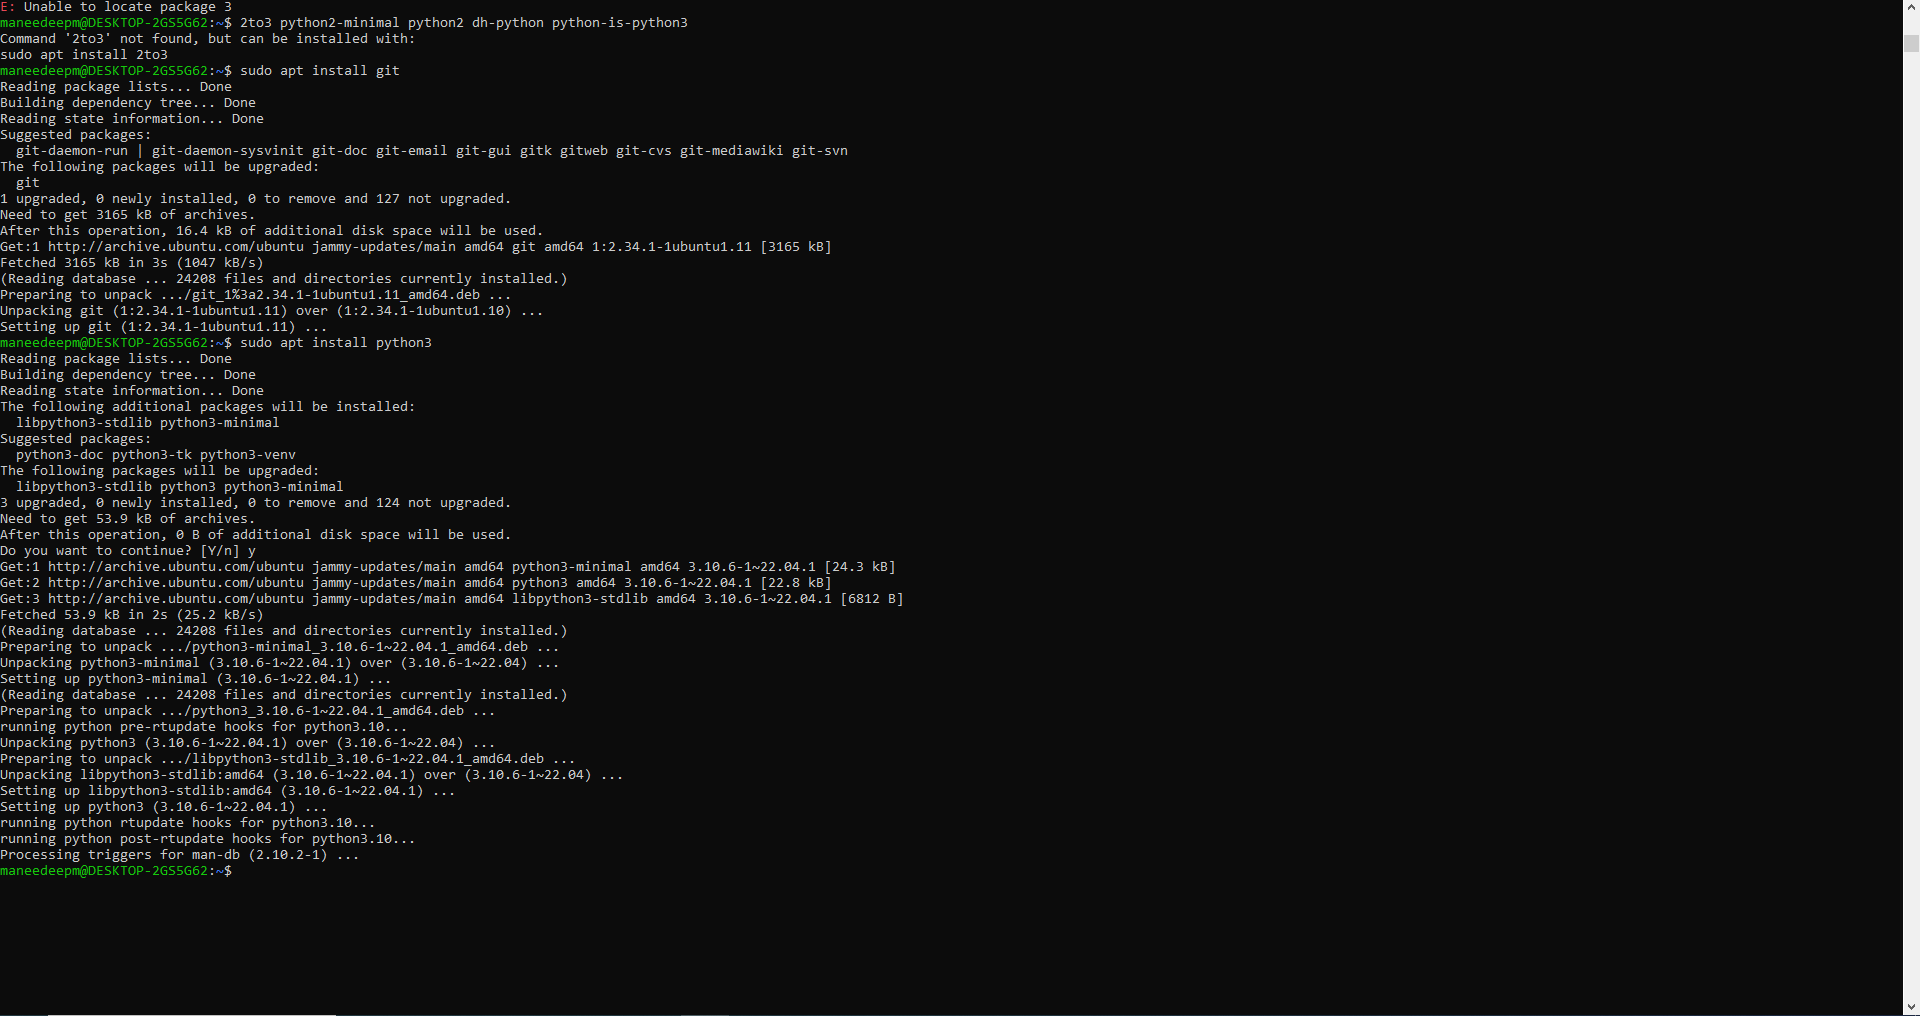 E: Unable to locate package 3
maneedeepm@DESKTOP-2GS5G62:~$ 2to3 python2-minimal python2 dh-python python-is-python3
Command '2to3' not found, but can be installed with:
sudo apt install 2to3
maneedeepm@DESKTOP-2GS5G62:~$ sudo apt install git
Reading package lists... Done
Building dependency tree... Done
Reading state information... Done
Suggested packages:
  git-daemon-run | git-daemon-sysvinit git-doc git-email git-gui gitk gitweb git-cvs git-mediawiki git-svn
The following packages will be upgraded:
  git
1 upgraded, 0 newly installed, 0 to remove and 127 not upgraded.
Need to get 3165 kB of archives.
After this operation, 16.4 kB of additional disk space will be used.
Get:1 http://archive.ubuntu.com/ubuntu jammy-updates/main amd64 git amd64 1:2.34.1-1ubuntu1.11 [3165 kB]
Fetched 3165 kB in 3s (1047 kB/s)
(Reading database ... 24208 files and directories currently installed.)
Preparing to unpack .../git_1%3a2.34.1-1ubuntu1.11_amd64.deb ...
Unpacking git (1:2.34.1-1ubuntu1.11) over (1:2.34.1-1ubuntu1.10) ...
Setting up git (1:2.34.1-1ubuntu1.11) ...
maneedeepm@DESKTOP-2GS5G62:~$ sudo apt install python3
Reading package lists... Done
Building dependency tree... Done
Reading state information... Done
The following additional packages will be installed:
  libpython3-stdlib python3-minimal
Suggested packages:
  python3-doc python3-tk python3-venv
The following packages will be upgraded:
  libpython3-stdlib python3 python3-minimal
3 upgraded, 0 newly installed, 0 to remove and 124 not upgraded.
Need to get 53.9 kB of archives.
After this operation, 0 B of additional disk space will be used.
Do you want to continue? [Y/n] y
Get:1 http://archive.ubuntu.com/ubuntu jammy-updates/main amd64 python3-minimal amd64 3.10.6-1~22.04.1 [24.3 kB]
Get:2 http://archive.ubuntu.com/ubuntu jammy-updates/main amd64 python3 amd64 3.10.6-1~22.04.1 [22.8 kB]
Get:3 http://archive.ubuntu.com/ubuntu jammy-updates/main amd64 libpython3-stdlib amd64 3.10.6-1~22.04.1 [6812 B]
Fetched 53.9 kB in 2s (25.2 kB/s)
(Reading database ... 24208 files and directories currently installed.)
Preparing to unpack .../python3-minimal_3.10.6-1~22.04.1_amd64.deb ...
Unpacking python3-minimal (3.10.6-1~22.04.1) over (3.10.6-1~22.04) ...
Setting up python3-minimal (3.10.6-1~22.04.1) ...
(Reading database ... 24208 files and directories currently installed.)
Preparing to unpack .../python3_3.10.6-1~22.04.1_amd64.deb ...
running python pre-rtupdate hooks for python3.10...
Unpacking python3 (3.10.6-1~22.04.1) over (3.10.6-1~22.04) ...
Preparing to unpack .../libpython3-stdlib_3.10.6-1~22.04.1_amd64.deb ...
Unpacking libpython3-stdlib:amd64 (3.10.6-1~22.04.1) over (3.10.6-1~22.04) ...
Setting up libpython3-stdlib:amd64 (3.10.6-1~22.04.1) ...
Setting up python3 (3.10.6-1~22.04.1) ...
running python rtupdate hooks for python3.10...
running python post-rtupdate hooks for python3.10...
Processing triggers for man-db (2.10.2-1) ...
maneedeepm@DESKTOP-2GS5G62:~$